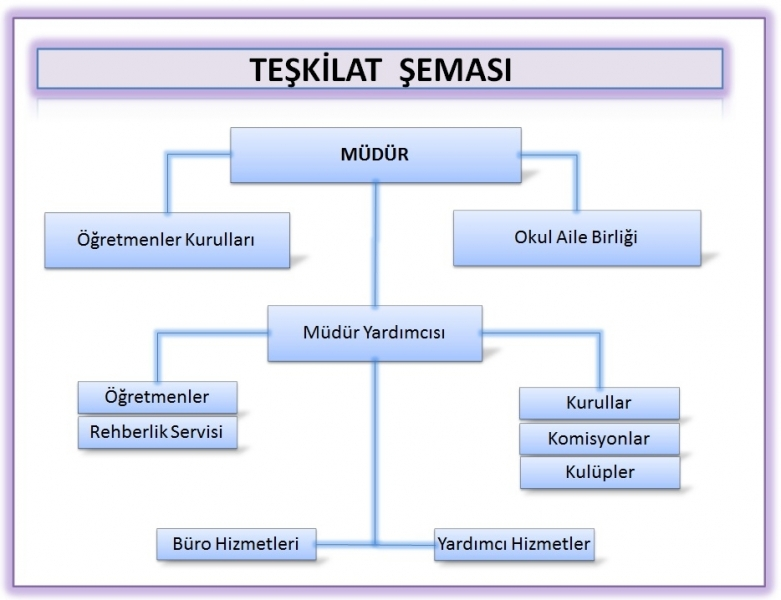 TEŞKİLAT ŞEMASI
MÜDÜR
Öğretmenler Kurulları
Okul Aile Birliği
Müdür Yardımcısı
Öğretmenler
Rehberlik Servisi
Kurullar
Komisyonlar
Kulüpler
Büro Hizmetleri
Yardımcı Hizmetler